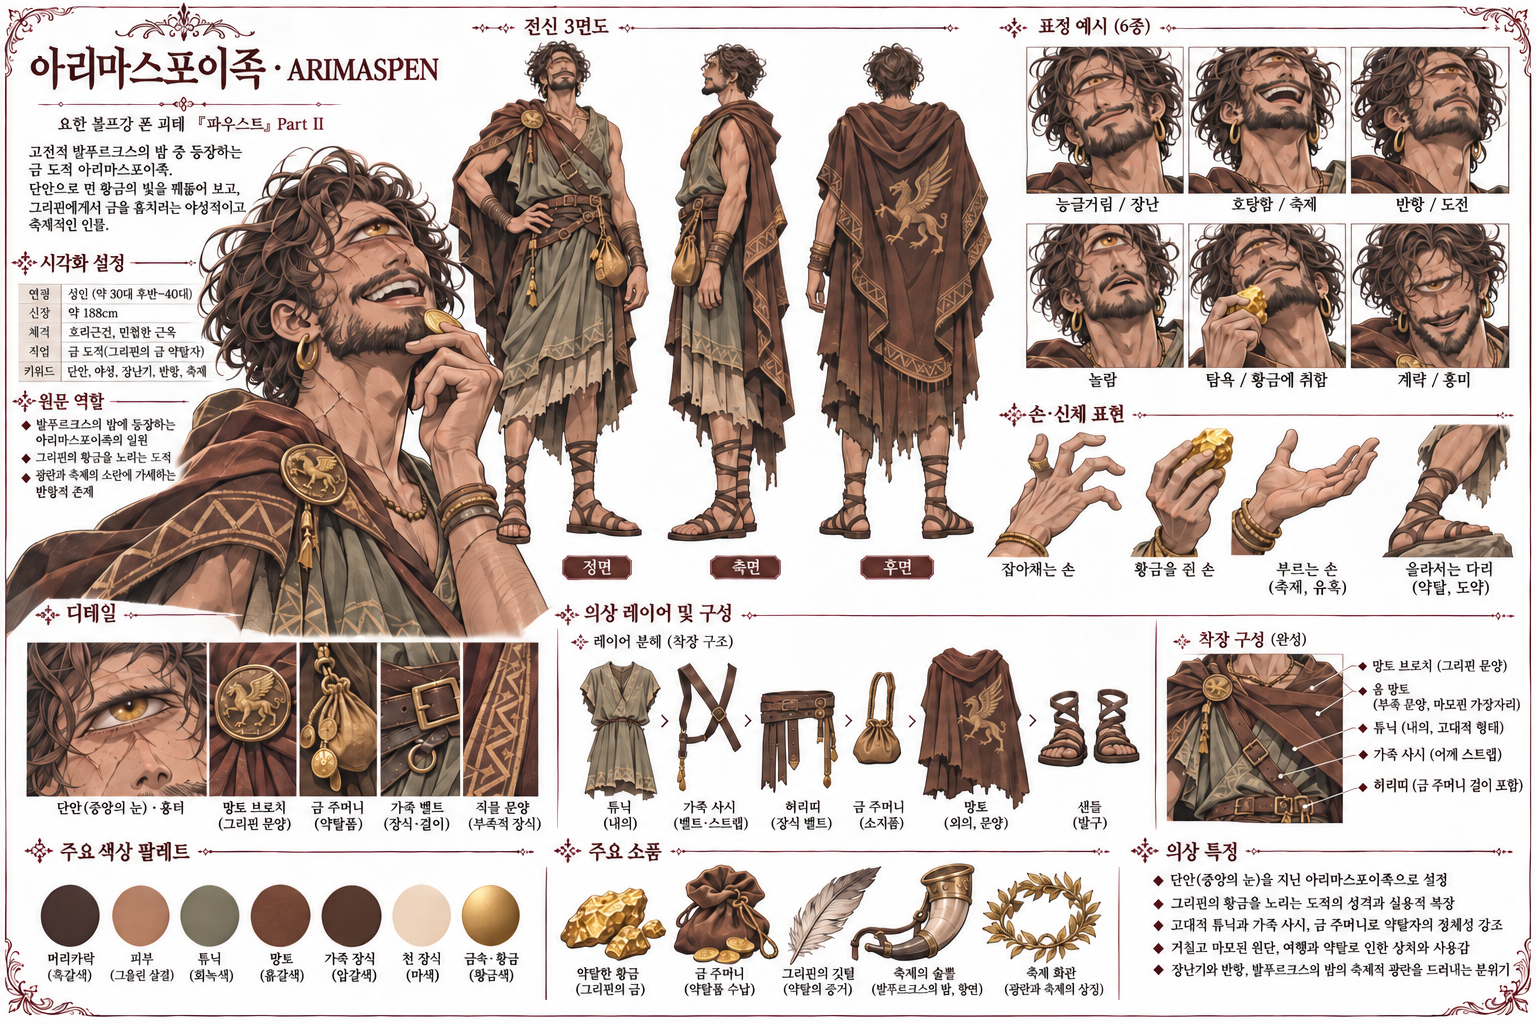 아리마스포이족 · ARIMASPEN
요한 볼프강 폰 괴테 『파우스트』 Part II
고전적 발푸르크스의 밤 중 등장하는
금 도적 아리마스포이족.
단안으로 먼 황금의 빛을 꿰뚫어 보고,
그리핀에게서 금을 훔치려는 야성적이고
축제적인 인물.
시각화 설정
연령 성인 (약 30대 후반~40대)
신장 약 188cm
체격 호리근건, 민첩한 근육
직업 금 도적(그리핀의 금 약탈자)
키워드 단안, 야성, 장난기, 반항, 축제
원문 역할
발푸르크스의 밤에 등장하는
아리마스포이족의 일원
그리핀의 황금을 노리는 도적
광란과 축제의 소란에 가세하는
반항적 존재
전신 3면도
정면
측면
후면
표정 예시 (6종)
능글거림 / 장난
호탕함 / 축제
반항 / 도전
놀람
탐욕 / 황금에 취함
계략 / 흥미
손·신체 표현
잡아채는 손
황금을 쥔 손
부르는 손
(축제, 유혹)
올라서는 다리
(약탈, 도약)
디테일
단안(중앙의 눈) · 흉터
망토 브로치
(그리핀 문양)
금 주머니
(약탈품)
가죽 벨트
(장식·걸이)
직물 문양
(부족적 장식)
의상 레이어 및 구성
레이어 분해 (착장 구조)
튜닉
(내의)
가죽 사시
(벨트·스트랩)
허리띠
(장식 벨트)
금 주머니
(소지품)
망토
(외의, 문양)
샌들
(발구)
착장 구성 (완성)
망토 브로치 (그리핀 문양)
울 망토
(부족 문양, 마모된 가장자리)
튜닉 (내의, 고대적 형태)
가죽 사시 (어깨 스트랩)
허리띠 (금 주머니 걸이 포함)
주요 색상 팔레트
머리카락
(흑갈색)
피부
(그을린 살결)
튜닉
(회녹색)
망토
(흙갈색)
가죽 장식
(암갈색)
천 장식
(마색)
금속·황금
(황금색)
주요 소품
약탈한 황금
(그리핀의 금)
금 주머니
(약탈품 수납)
그리핀의 깃털
(약탈의 증거)
축제의 술뿔
(발푸르크스의 밤, 향연)
축제 화관
(광란과 축제의 상징)
의상 특징
단안(중앙의 눈)을 지닌 아리마스포이족으로 설정
그리핀의 황금을 노리는 도적의 성격과 실용적 복장
고대적 튜닉과 가죽 사시, 금 주머니로 약탈자의 정체성 강조
거칠고 마모된 원단, 여행과 약탈로 인한 상처와 사용감
장난기와 반항, 발푸르크스의 밤의 축제적 광란을 드러내는 분위기